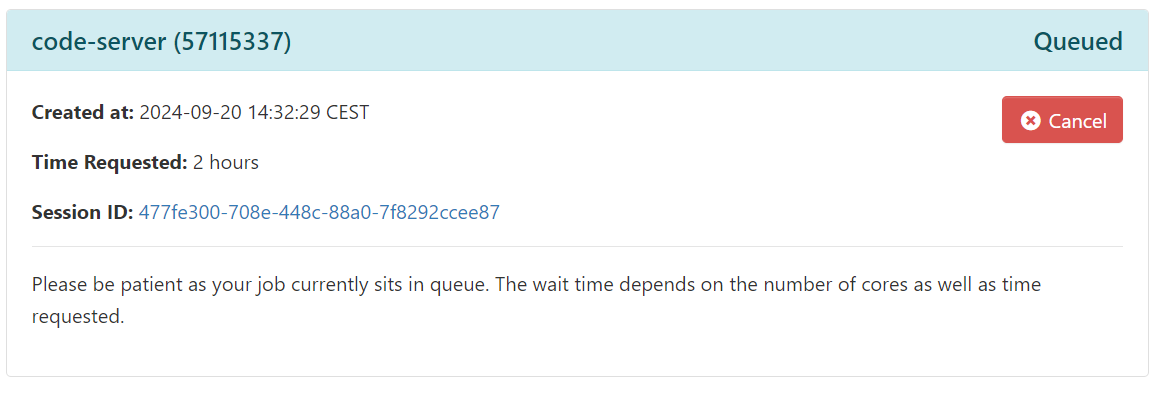 code-server (57115337)
Queued
Created at: 2024-09-20 14:32:29 CEST
Cancel
Time Requested: 2 hours
Session ID: 477fe300-708e-448c-88a0-7f8292ccee87
Please be patient as your job currently sits in queue. The wait time depends on the number of cores as well as time
requested.